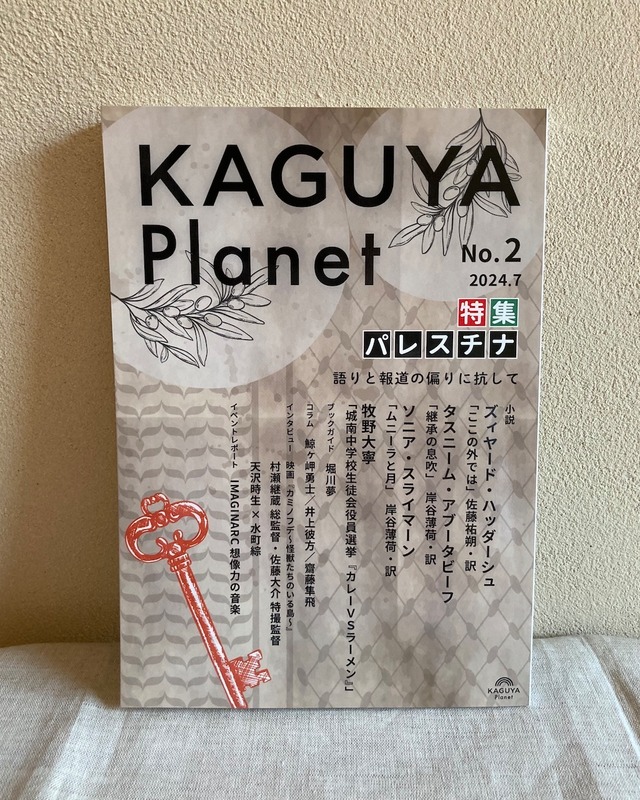 KAGUYA
Planet
No.2
2024.7
特集
パレスチナ
語りと報道の偏りに抗して
小説
ズィヤード・ハッダーシュ
「ここの外では」佐藤祐朔・訳
タスニーム・アブータビーフ
「継承の息吹」 岸谷薄荷・訳
ソニア・スライマーン
「ムニーラと月」 岸谷薄荷・訳
牧野大寧
「城南中学校生徒会役員選挙 『カレーVSラーメン』」
ブックガイド 堀川夢
コラム 鯨ヶ岬勇士／井上彼方／齋藤隼飛
インタビュー 映画『カミノフデ〜怪獣たちのいる島〜』
村瀬継蔵 総監督・佐藤大介 特撮監督
天沢時生×水町綜
イベントレポート IMAGINARC 想像力の音楽
KAGUYA
Planet